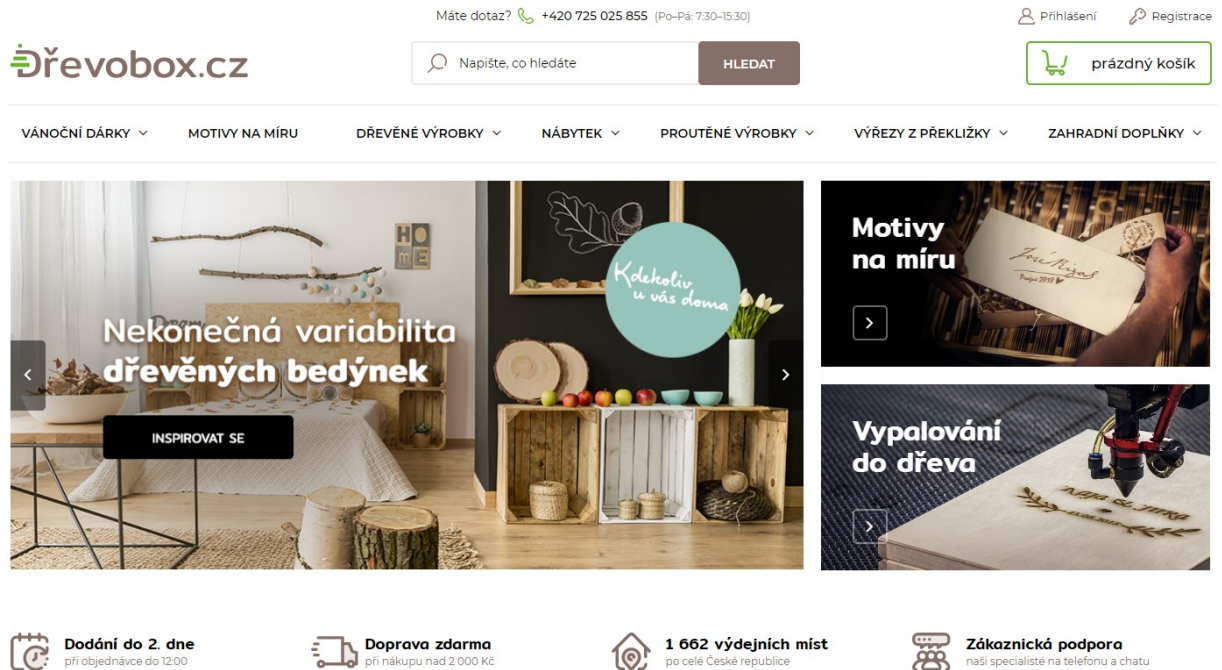 Máte dotaz? +420 725 025 855 (Po–Pá: 7:30–15:30)
Přihlášení
Registrace
Dřevobox.cz
Napište, co hledáte
HLEDAT
prázdný košík
VÁNOČNÍ DÁRKY
MOTIVY NA MÍRU
DŘEVĚNÉ VÝROBKY
NÁBYTEK
PROUTĚNÉ VÝROBKY
VÝŘEZY Z PŘEKLIŽKY
ZAHRADNÍ DOPLŇKY
HO
ME
Kdekoliv
u vás doma
Nekonečná variabilita
dřevěných bedýnek
INSPIROVAT SE
Motivy
na míru
José Rizal
Vypalování
do dřeva
Dodání do 2. dne
při objednávce do 12:00
Doprava zdarma
při nákupu nad 2 000 Kč
1 662 výdejních míst
po celé České republice
Zákaznická podpora
naši specialisté na telefonu a chatu